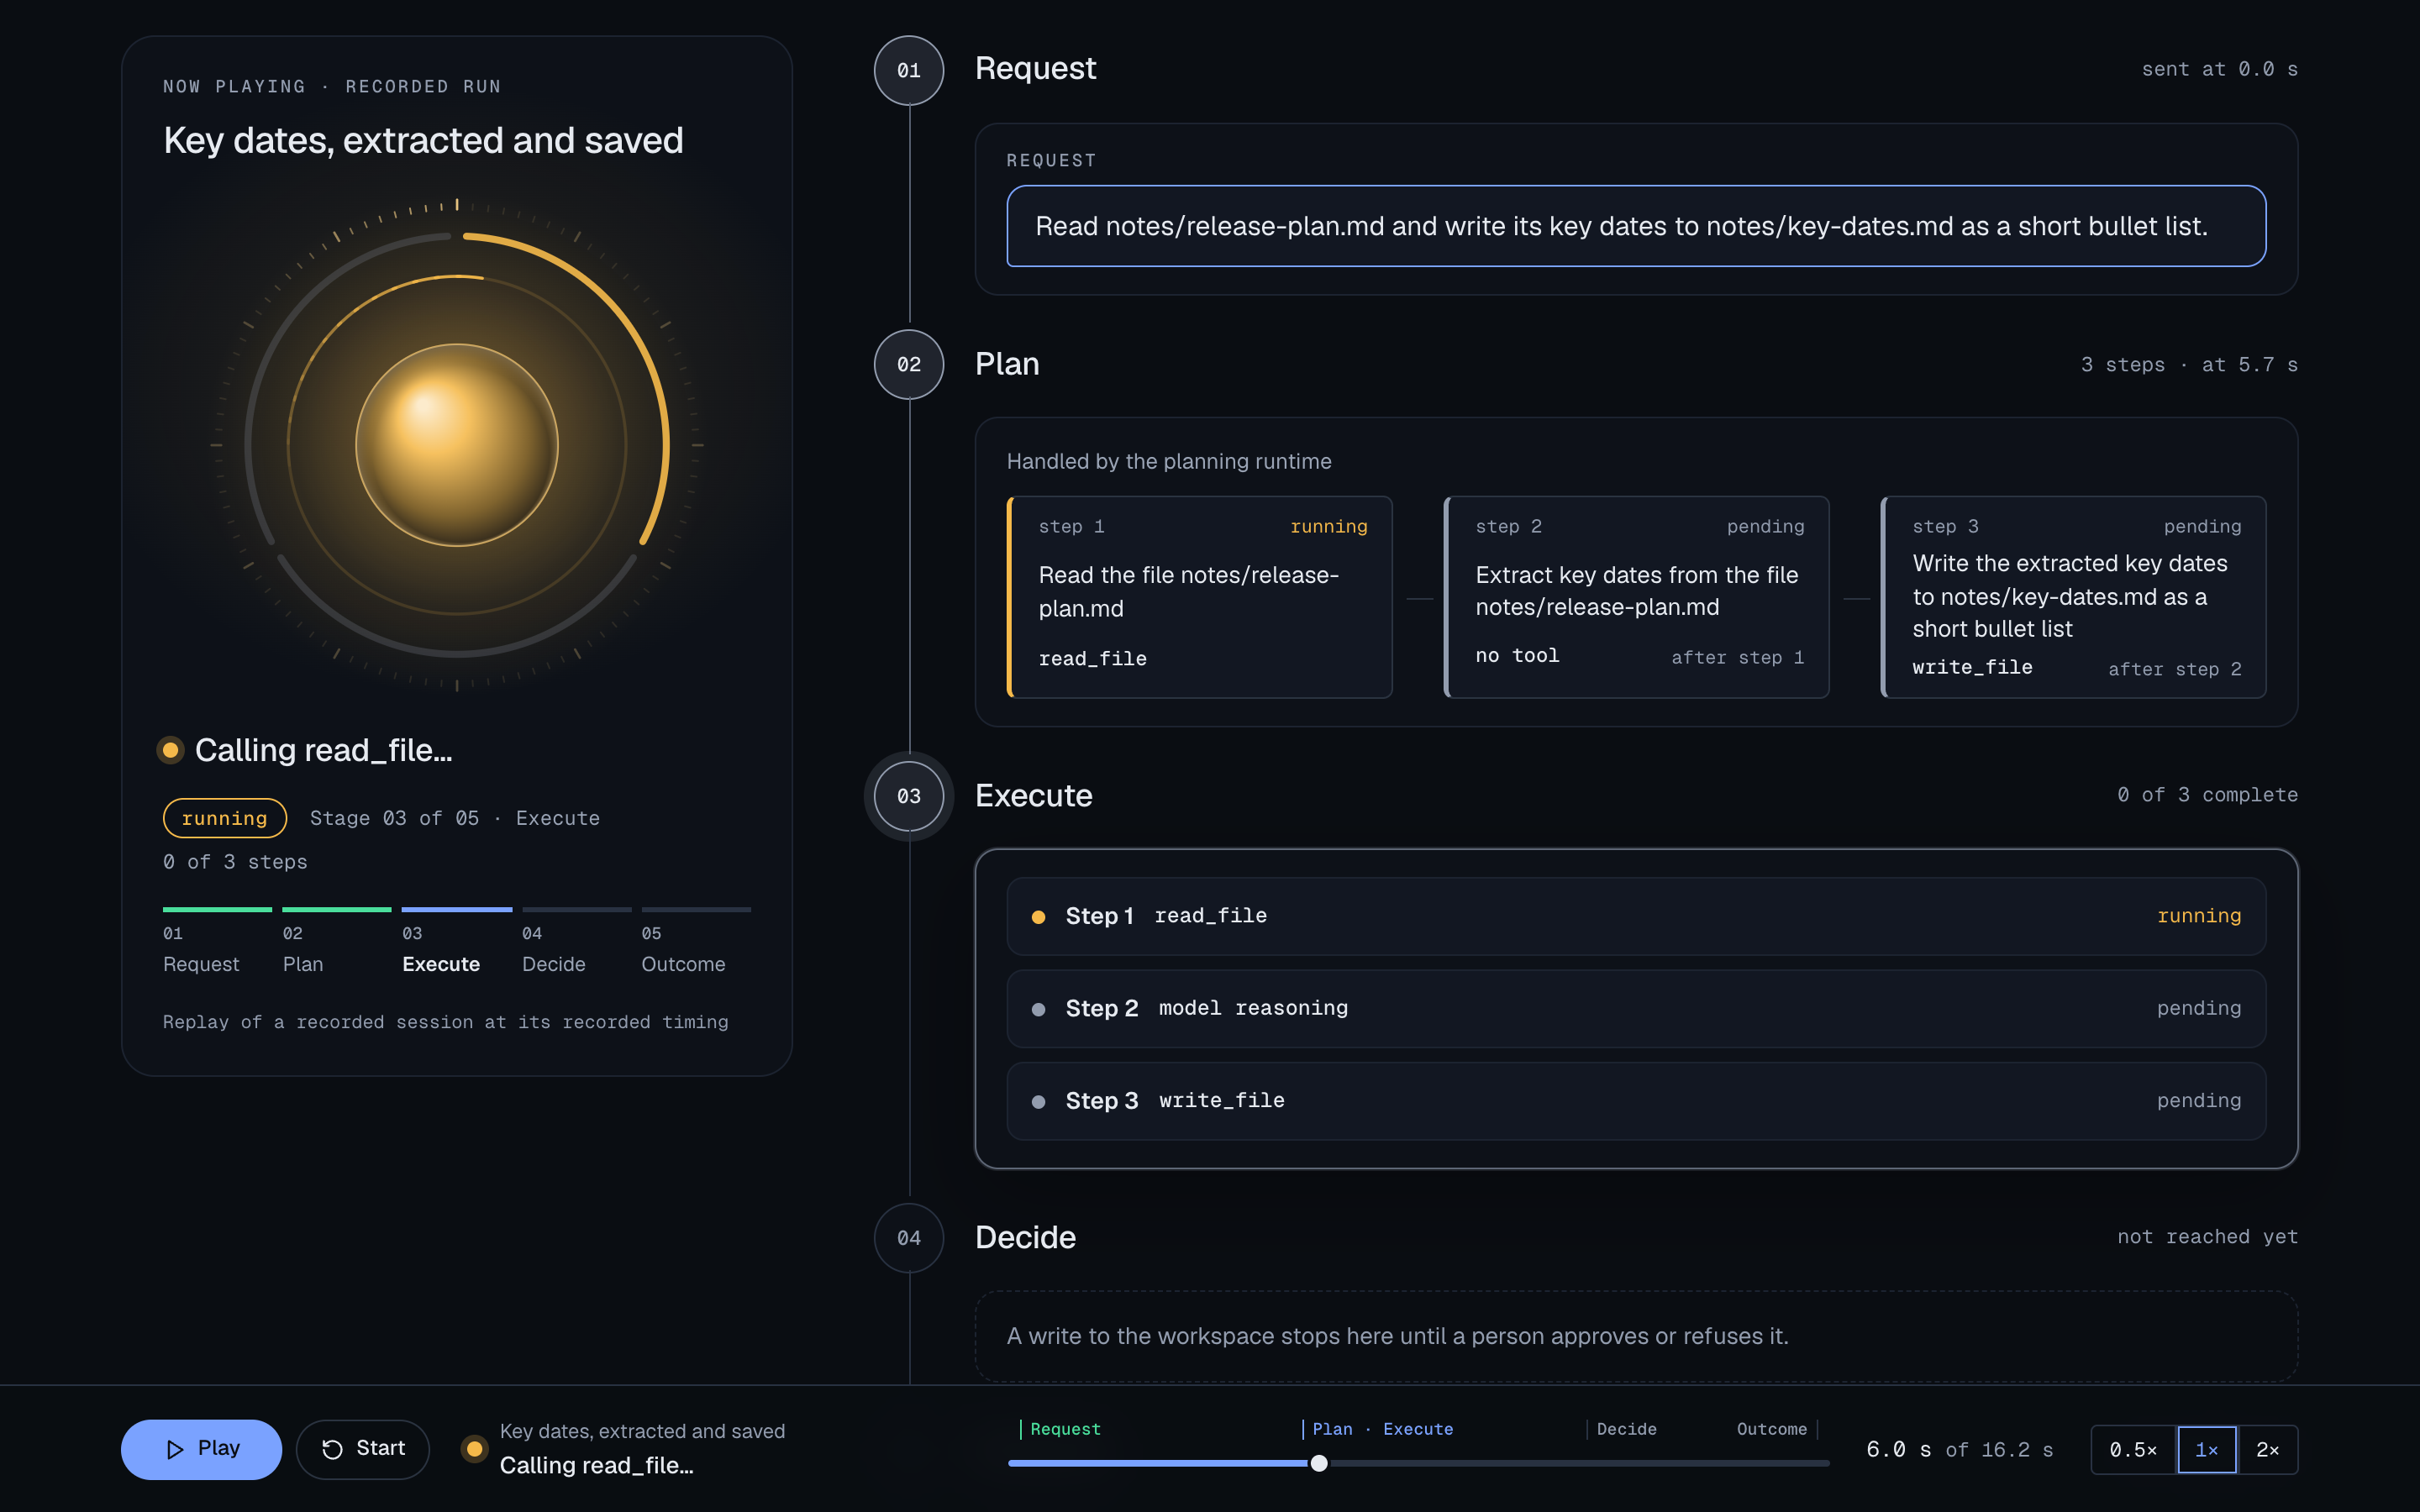 NOW PLAYING · RECORDED RUN
Key dates, extracted and saved
Calling read_file…
running
Stage 03 of 05 · Execute
0 of 3 steps
01
Request
02
Plan
03
Execute
04
Decide
05
Outcome
Replay of a recorded session at its recorded timing
01
Request
sent at 0.0 s
REQUEST
Read notes/release-plan.md and write its key dates to notes/key-dates.md as a short bullet list.
02
Plan
3 steps · at 5.7 s
Handled by the planning runtime
step 1
running
Read the file notes/release-
plan.md
read_file
step 2
pending
Extract key dates from the file
notes/release-plan.md
no tool
after step 1
step 3
pending
Write the extracted key dates
to notes/key-dates.md as a
short bullet list
write_file
after step 2
03
Execute
0 of 3 complete
Step 1 read_file
running
Step 2 model reasoning
pending
Step 3 write_file
pending
04
Decide
not reached yet
A write to the workspace stops here until a person approves or refuses it.
Play
Start
Key dates, extracted and saved
Calling read_file…
Request
Plan · Execute
Decide
Outcome
6.0 s of 16.2 s
0.5×
1×
2×